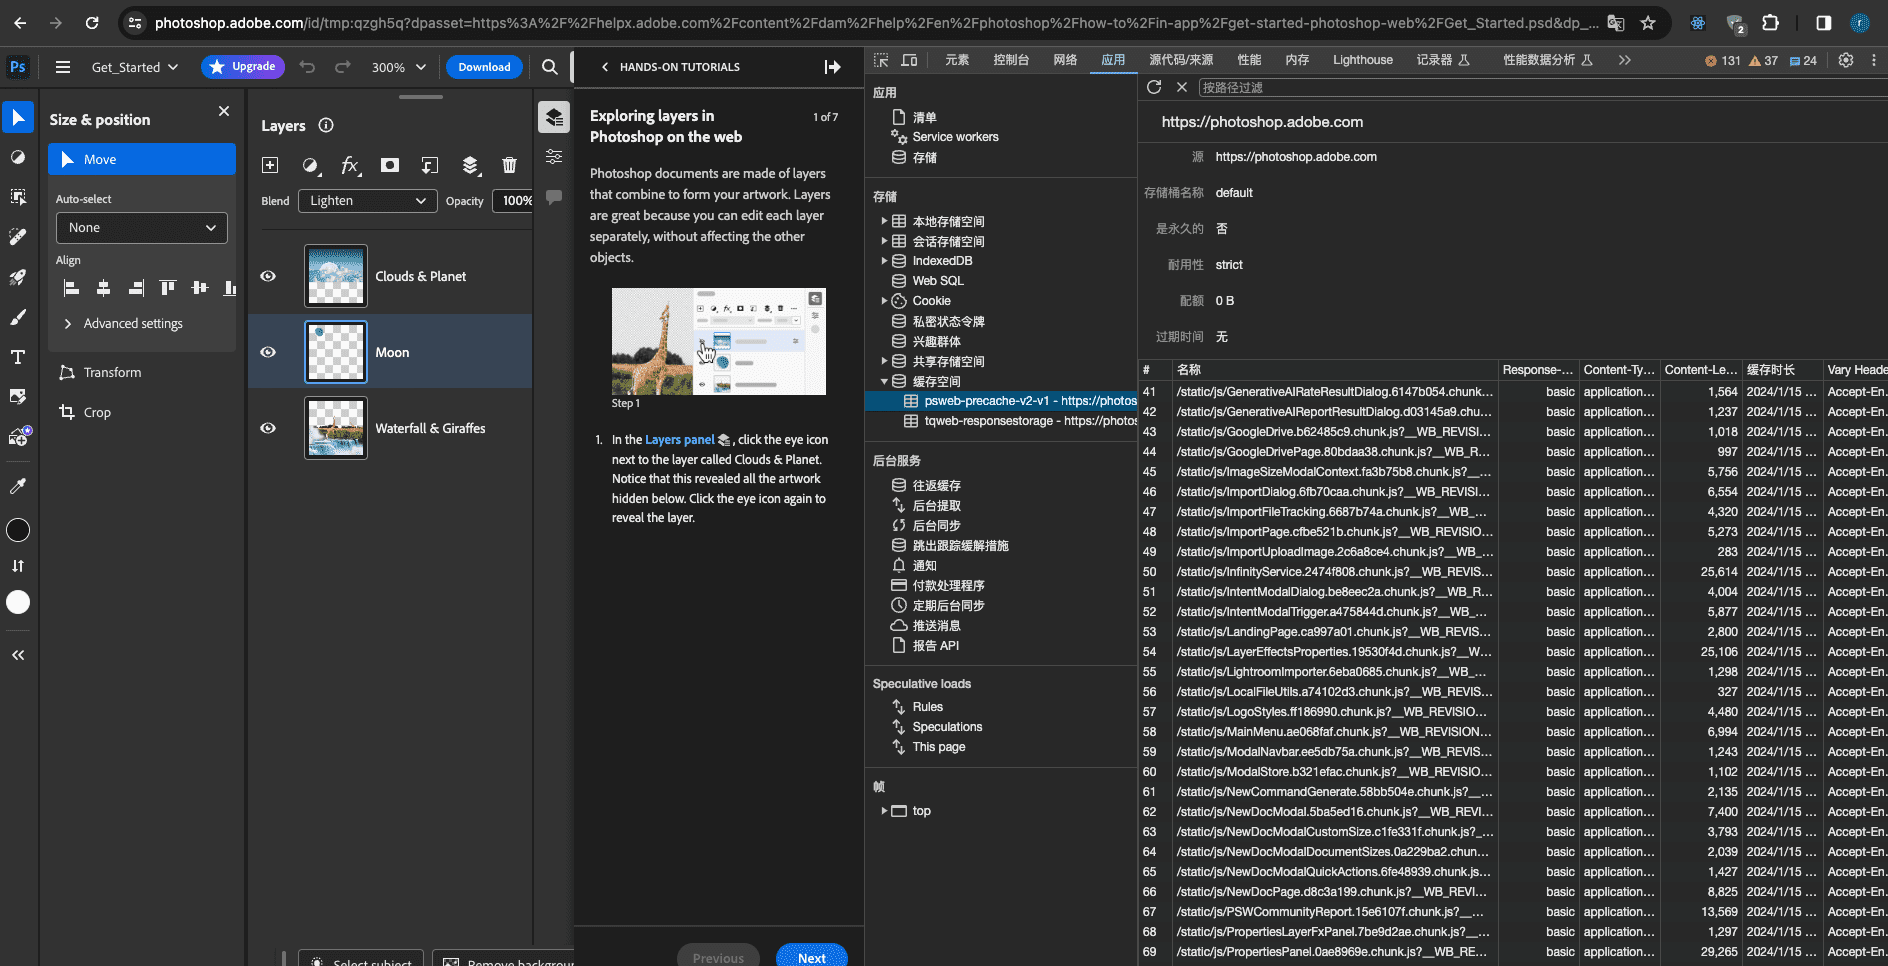 photoshop.adobe.com/id/tmp:qzgh5q?dpasset=https%3A%2F%2Fhelpx.adobe.com%2Fcontent%2Fdam%2Fhelp%2Fen%2Fphotoshop%2Fhow-to%2Fin-app%2Fget-started-photoshop-web%2FGet_Started.psd&dp_...
2
r
Ps
Get_Started
Upgrade
300%
Download
Size & position
Move
Auto-select
None
Align
Advanced settings
Transform
Crop
Layers
Blend
Lighten
Opacity
100%
Clouds & Planet
Moon
Waterfall & Giraffes
Select subject
HANDS-ON TUTORIALS
Exploring layers in
Photoshop on the web
1 of 7
Photoshop documents are made of layers
that combine to form your artwork. Layers
are great because you can edit each layer
separately, without affecting the other
objects.
Step 1
1. In the Layers panel , click the eye icon
next to the layer called Clouds & Planet.
Notice that this revealed all the artwork
hidden below. Click the eye icon again to
reveal the layer.
Previous
Next
元素 控制台 网络 应用 源代码/来源 性能 内存 Lighthouse 记录器 性能数据分析 131 37 24
应用
清单
Service workers
存储
存储
本地存储空间
会话存储空间
IndexedDB
Web SQL
Cookie
私密状态令牌
兴趣群体
共享存储空间
缓存空间
psweb-precache-v2-v1 - https://photos
tqweb-responsestorage - https://photos
后台服务
往返缓存
后台提取
后台同步
跳出跟踪缓解措施
通知
付款处理程序
定期后台同步
推送消息
报告 API
Speculative loads
Rules
Speculations
This page
帧
top
按路径过滤
https://photoshop.adobe.com
源 https://photoshop.adobe.com
存储桶名称 default
是永久的 否
耐用性 strict
配额 0 B
过期时间 无
# 名称 Response-... Content-Ty... Content-Le... 缓存时长 Vary Heade
41 /static/js/GenerativeAIRateResultDialog.6147b054.chunk... basic application... 1,564 2024/1/15 ... Accept-En.
42 /static/js/GenerativeAIReportResultDialog.d03145a9.chu... basic application... 1,237 2024/1/15 ... Accept-En.
43 /static/js/GoogleDrive.b62485c9.chunk.js?__WB_REVISI... basic application... 1,018 2024/1/15 ... Accept-En.
44 /static/js/GoogleDrivePage.80bdaa38.chunk.js?__WB_R... basic application... 997 2024/1/15 ... Accept-En.
45 /static/js/ImageSizeModalContext.fa3b75b8.chunk.js?__... basic application... 5,756 2024/1/15 ... Accept-En.
46 /static/js/ImportDialog.6fb70caa.chunk.js?__WB_REVISI... basic application... 6,554 2024/1/15 ... Accept-En.
47 /static/js/ImportFileTracking.6687b74a.chunk.js?__WB_... basic application... 4,320 2024/1/15 ... Accept-En.
48 /static/js/ImportPage.cfbe521b.chunk.js?__WB_REVISIO... basic application... 5,273 2024/1/15 ... Accept-En.
49 /static/js/ImportUploadImage.2c6a8ce4.chunk.js?__WB_... basic application... 283 2024/1/15 ... Accept-En.
50 /static/js/InfinityService.2474f808.chunk.js?__WB_REVIS... basic application... 25,614 2024/1/15 ... Accept-En.
51 /static/js/IntentModalDialog.be8eec2a.chunk.js?__WB_R... basic application... 4,004 2024/1/15 ... Accept-En.
52 /static/js/IntentModalTrigger.a475844d.chunk.js?__WB_... basic application... 5,877 2024/1/15 ... Accept-En.
53 /static/js/LandingPage.ca997a01.chunk.js?__WB_REVIS... basic application... 2,800 2024/1/15 ... Accept-En.
54 /static/js/LayerEffectsProperties.19530f4d.chunk.js?__W... basic application... 25,106 2024/1/15 ... Accept-En.
55 /static/js/LightroomImporter.6eba0685.chunk.js?__WB_... basic application... 1,298 2024/1/15 ... Accept-En.
56 /static/js/LocalFileUtils.a74102d3.chunk.js?__WB_REVIS... basic application... 327 2024/1/15 ... Accept-En.
57 /static/js/LogoStyles.ff186990.chunk.js?__WB_REVISIO... basic application... 4,480 2024/1/15 ... Accept-En.
58 /static/js/MainMenu.ae068faf.chunk.js?__WB_REVISION... basic application... 6,994 2024/1/15 ... Accept-En.
59 /static/js/ModalNavbar.ee5db75a.chunk.js?__WB_REVIS... basic application... 1,243 2024/1/15 ... Accept-En.
60 /static/js/ModalStore.b321efac.chunk.js?__WB_REVISIO... basic application... 1,102 2024/1/15 ... Accept-En.
61 /static/js/NewCommandGenerate.58bb504e.chunk.js?__... basic application... 2,135 2024/1/15 ... Accept-En.
62 /static/js/NewDocModal.5ba5ed16.chunk.js?__WB_REVI... basic application... 7,400 2024/1/15 ... Accept-En.
63 /static/js/NewDocModalCustomSize.c1fe331f.chunk.js?_... basic application... 3,793 2024/1/15 ... Accept-En.
64 /static/js/NewDocModalDocumentSizes.0a229ba2.chun... basic application... 2,039 2024/1/15 ... Accept-En.
65 /static/js/NewDocModalQuickActions.6fe48939.chunk.js... basic application... 1,427 2024/1/15 ... Accept-En.
66 /static/js/NewDocPage.d8c3a199.chunk.js?__WB_REVI... basic application... 8,825 2024/1/15 ... Accept-En.
67 /static/js/PSWCommunityReport.15e6107f.chunk.js?__... basic application... 13,569 2024/1/15 ... Accept-En.
68 /static/js/PropertiesLayerFxPanel.7be9d2ae.chunk.js?__... basic application... 1,297 2024/1/15 ... Accept-En.
69 /static/js/PropertiesPanel.0ae8969e.chunk.js?__WB_RE... basic application... 29,265 2024/1/15 ... Accept-En.